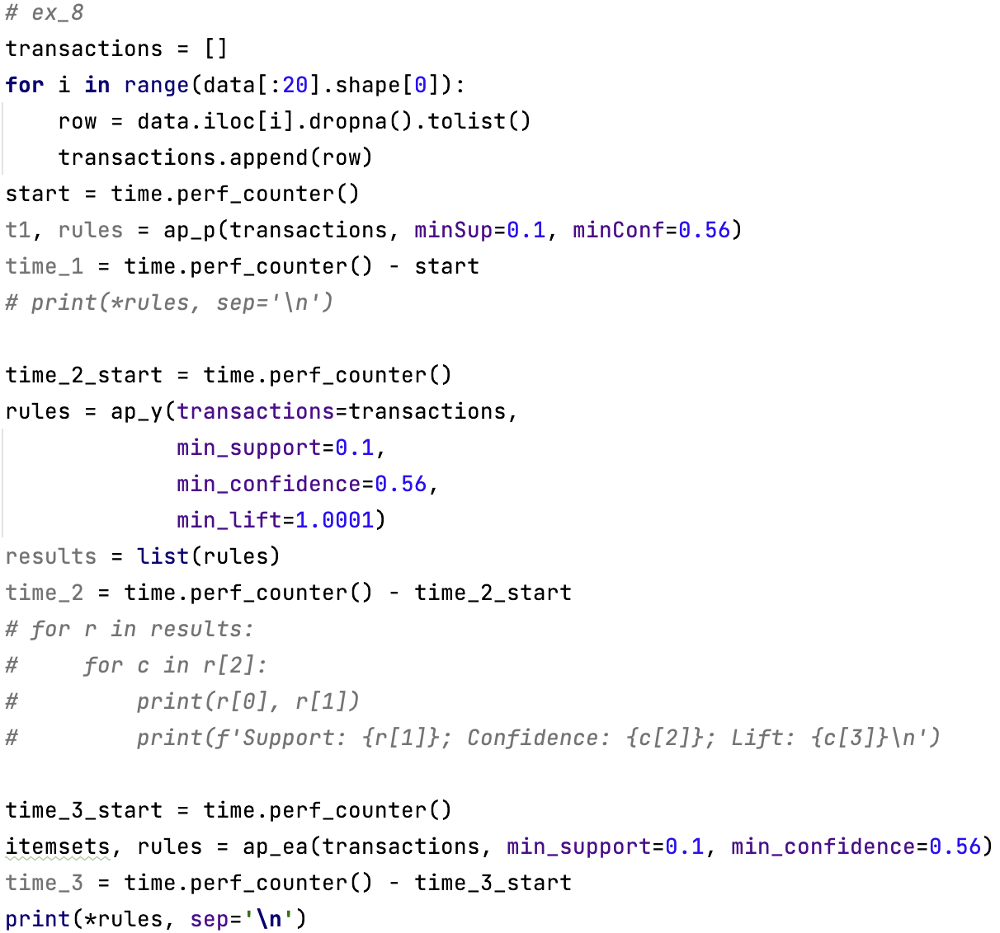 # ex_8
transactions = []
for i in range(data[:20].shape[0]):
    row = data.iloc[i].dropna().tolist()
    transactions.append(row)
start = time.perf_counter()
t1, rules = ap_p(transactions, minSup=0.1, minConf=0.56)
time_1 = time.perf_counter() - start
# print(*rules, sep='\n')

time_2_start = time.perf_counter()
rules = ap_y(transactions=transactions,
             min_support=0.1,
             min_confidence=0.56,
             min_lift=1.0001)
results = list(rules)
time_2 = time.perf_counter() - time_2_start
# for r in results:
#     for c in r[2]:
#         print(r[0], r[1])
#         print(f'Support: {r[1]}; Confidence: {c[2]}; Lift: {c[3]}\n')

time_3_start = time.perf_counter()
itemsets, rules = ap_ea(transactions, min_support=0.1, min_confidence=0.56)
time_3 = time.perf_counter() - time_3_start
print(*rules, sep='\n')